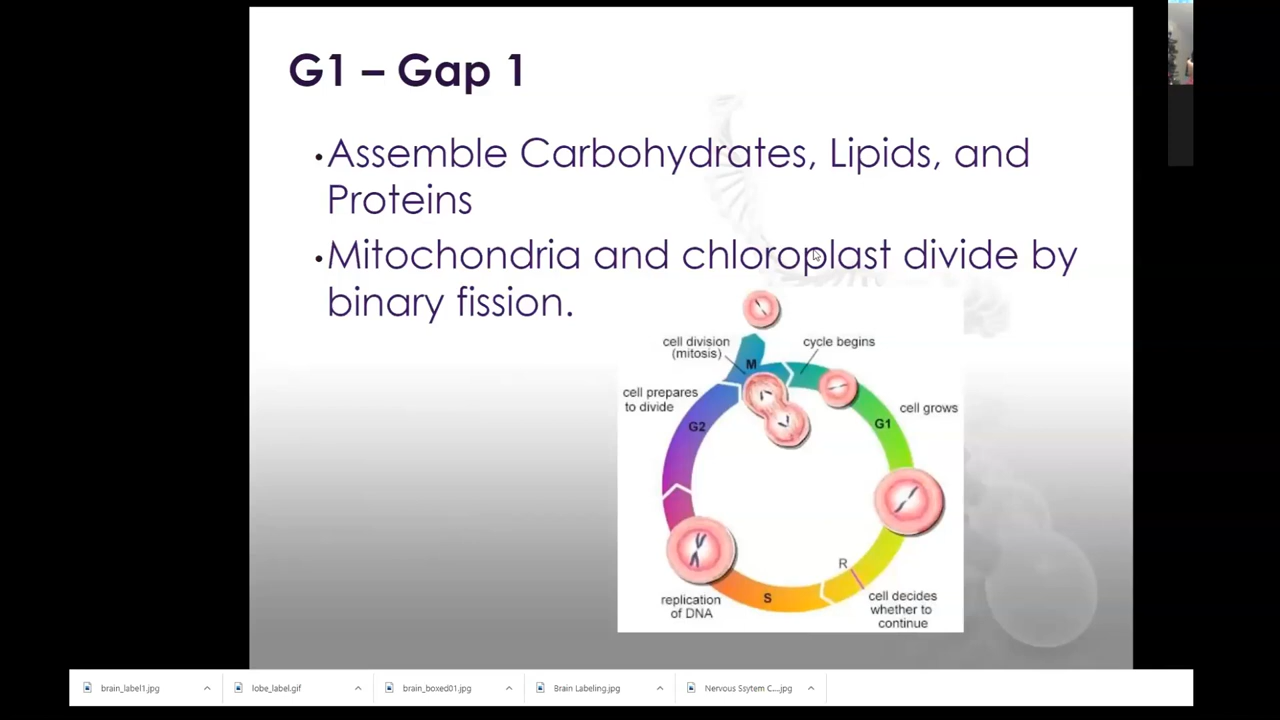 G1 – Gap 1
•Assemble Carbohydrates, Lipids, and
Proteins
•Mitochondria and chloroplast divide by
binary fission.
cell division
(mitosis)
cycle begins
M
cell prepares
to divide
cell grows
G2
G1
R
S
replication
of DNA
cell decides
whether to
continue
brain_label1.jpg
lobe_label.gif
brain_boxed01.jpg
Brain Labeling.jpg
Nervous Ssytem C....jpg